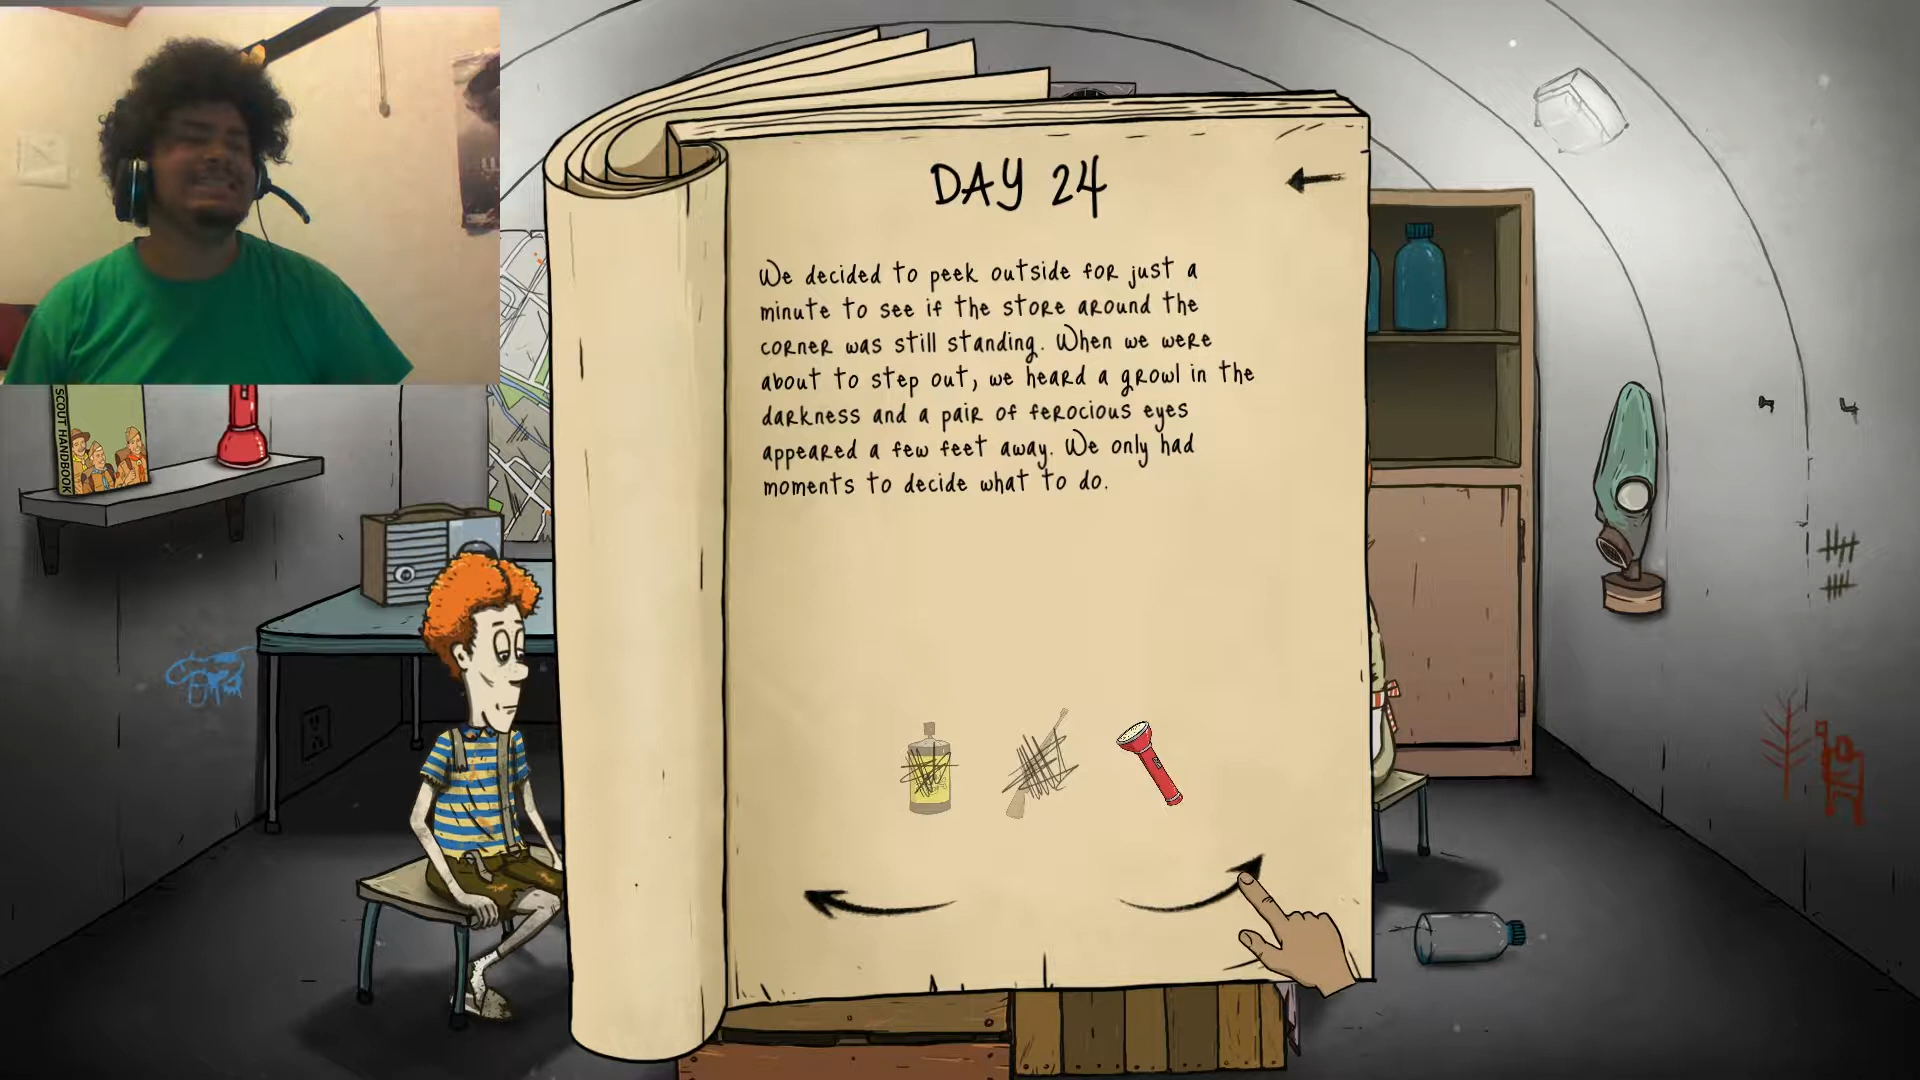 DAY 24
We decided to peek outside for just a
minute to see if the store around the
corner was still standing. When we were
about to step out, we heard a growl in the
darkness and a pair of ferocious eyes
appeared a few feet away. We only had
moments to decide what to do.
SCOUT HANDBOOK